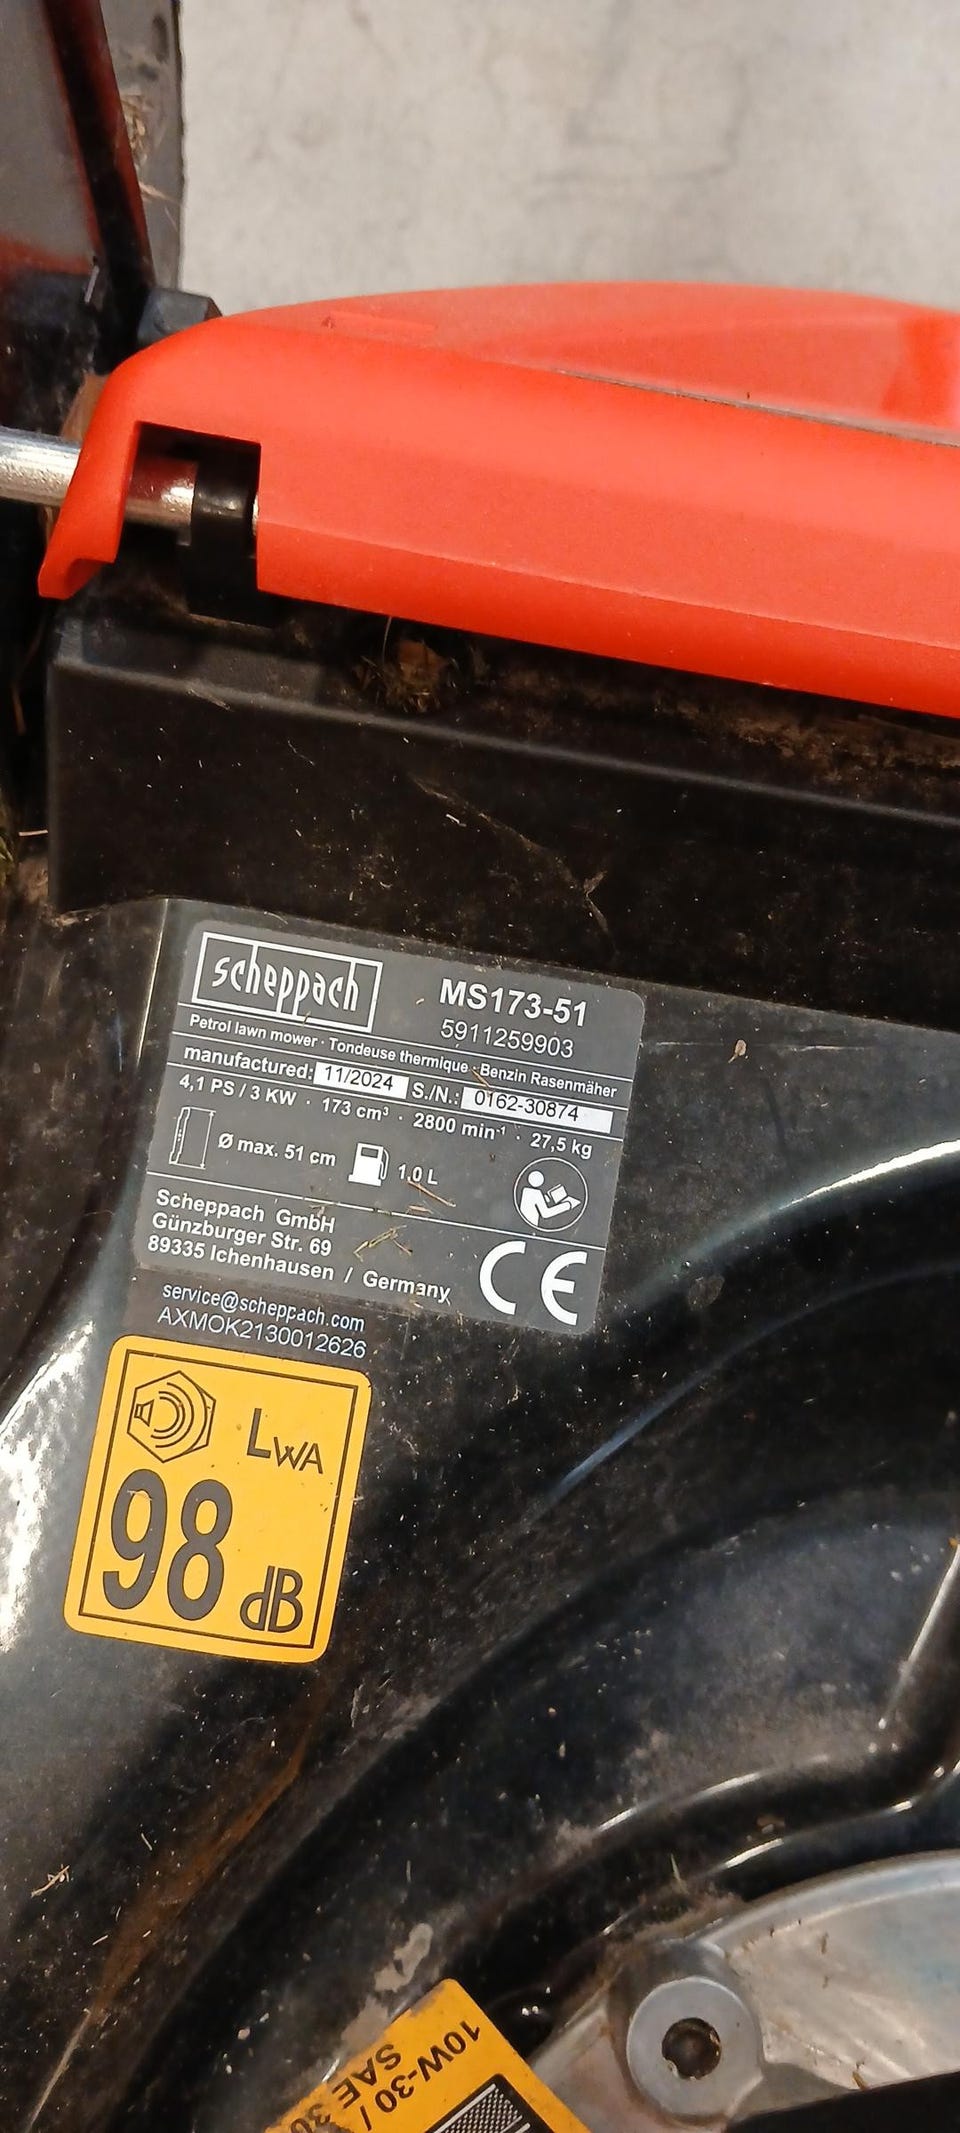 scheppach
MS173-51
5911259903
Petrol lawn mower · Tondeuse thermique · Benzin Rasenmäher
manufactured: 11/2024 S./N.: 0162-30874
4,1 PS / 3 KW · 173 cm³ · 2800 min⁻¹ · 27,5 kg
Ø max. 51 cm 1.0 L
Scheppach GmbH
Günzburger Str. 69
89335 Ichenhausen / Germany
CE
service@scheppach.com
AXMOK2130012626
LWA
98 dB
10W-30 /
SAE 30